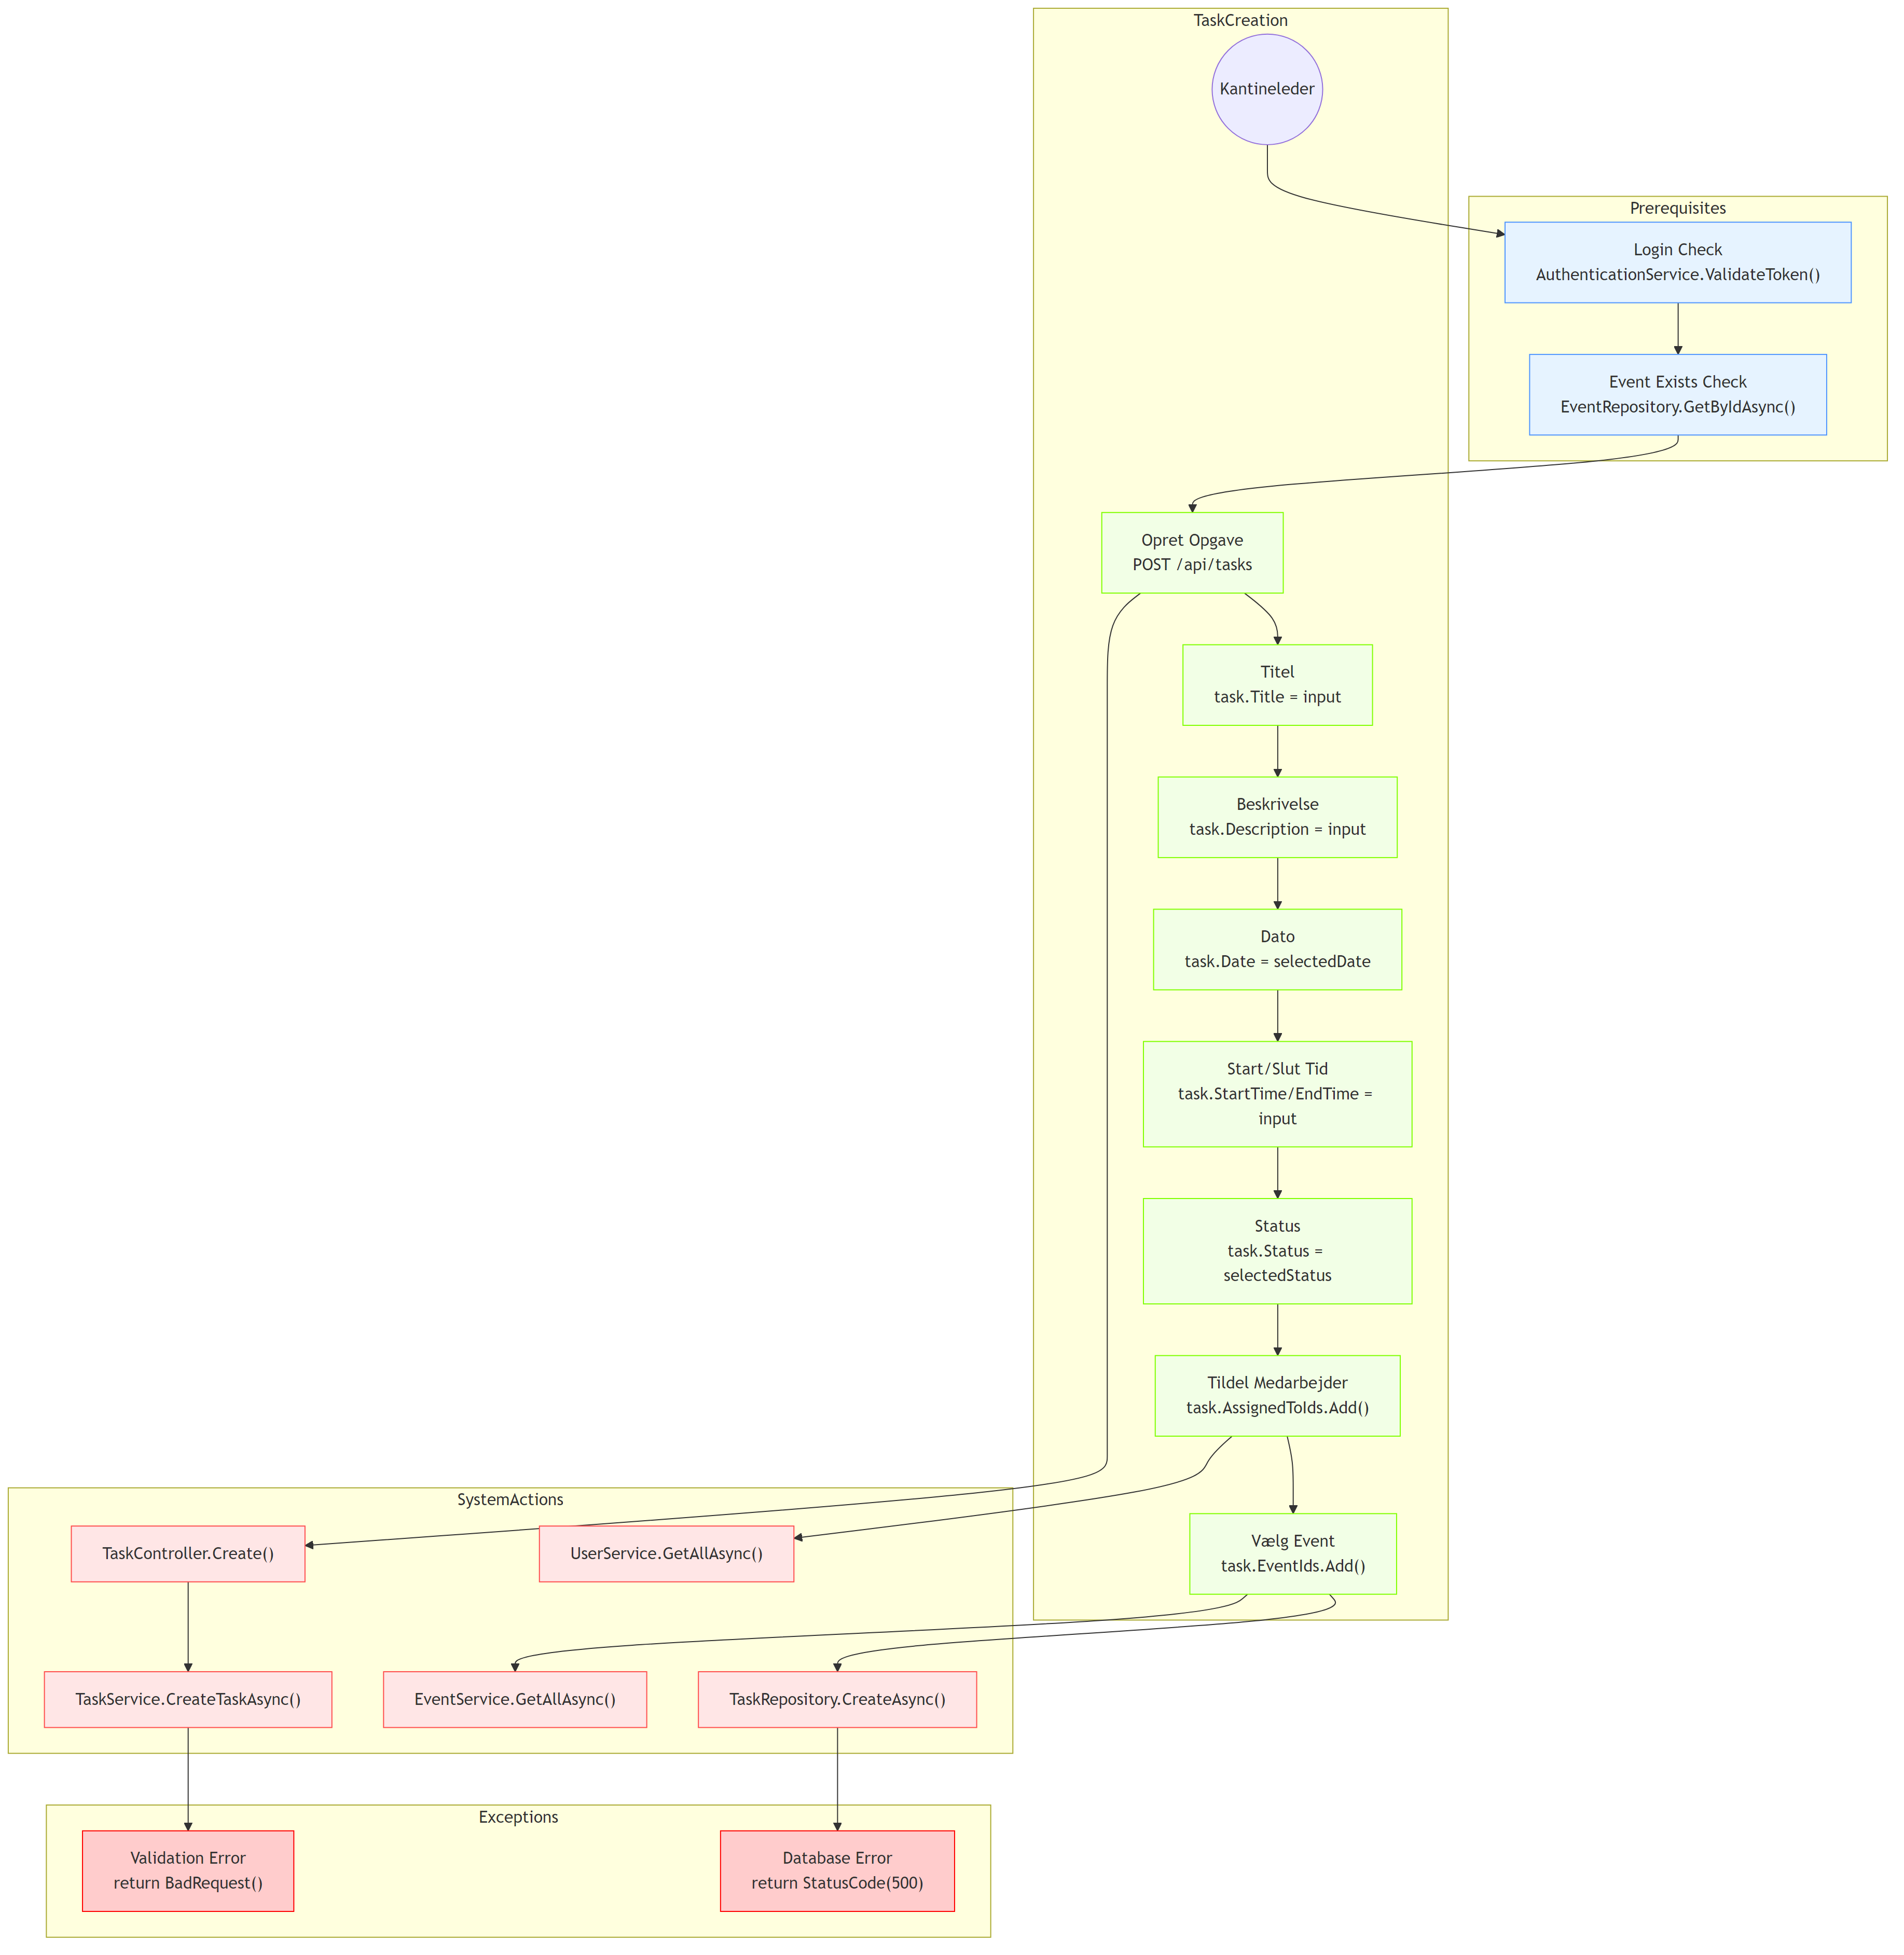 TaskCreation
Kantineleder
Prerequisites
Login Check
AuthenticationService.ValidateToken()
Event Exists Check
EventRepository.GetByIdAsync()
Opret Opgave
POST /api/tasks
Titel
task.Title = input
Beskrivelse
task.Description = input
Dato
task.Date = selectedDate
Start/Slut Tid
task.StartTime/EndTime =
input
Status
task.Status =
selectedStatus
Tildel Medarbejder
task.AssignedToIds.Add()
Vælg Event
task.EventIds.Add()
SystemActions
TaskController.Create()
UserService.GetAllAsync()
TaskService.CreateTaskAsync()
EventService.GetAllAsync()
TaskRepository.CreateAsync()
Exceptions
Validation Error
return BadRequest()
Database Error
return StatusCode(500)